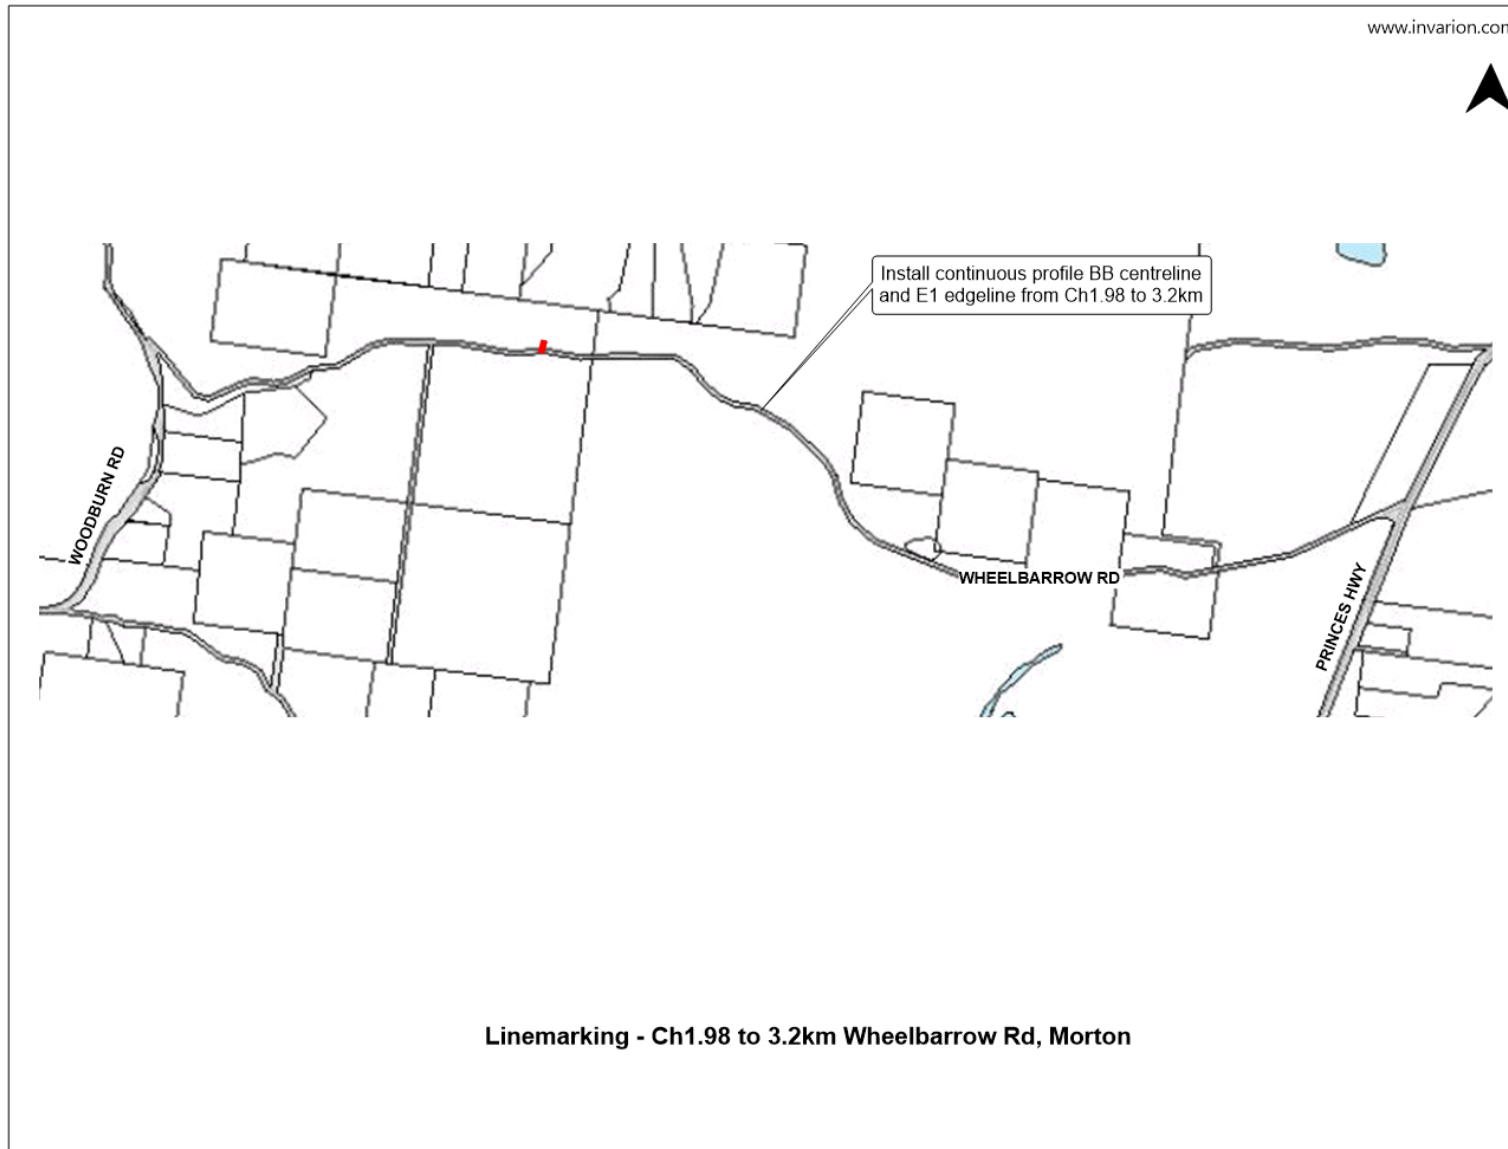 www.invarion.com
Install continuous profile BB centreline
and E1 edgeline from Ch1.98 to 3.2km
WOODBURN RD
WHEELBARROW RD
PRINCES HWY
Linemarking - Ch1.98 to 3.2km Wheelbarrow Rd, Morton